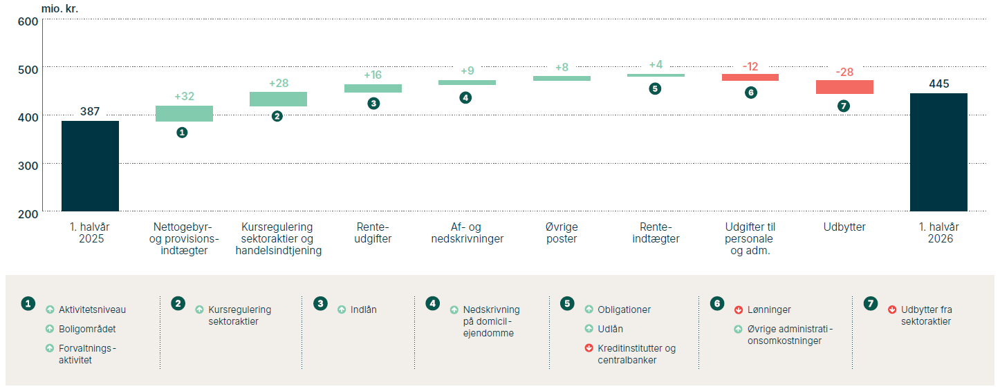 mio. kr.
600
500
400
300
200
387
+32
+28
+16
+9
+8
+4
-12
-28
445
1
2
3
4
5
6
7
1. halvår
2025
Nettogebyr-
og provisions-
indtægter
Kursregulering
sektoraktier og
handelsindtjening
Rente-
udgifter
Af- og
nedskrivninger
Øvrige
poster
Rente-
indtægter
Udgifter til
personale
og adm.
Udbytter
1. halvår
2026
1
Aktivitetsniveau
Boligområdet
Forvaltnings-
aktivitet
2
Kursregulering
sektoraktier
3
Indlån
4
Nedskrivning
på domicil-
ejendomme
5
Obligationer
Udlån
Kreditinstitutter og
centralbanker
6
Lønninger
Øvrige administrati-
onsomkostninger
7
Udbytter fra
sektoraktier